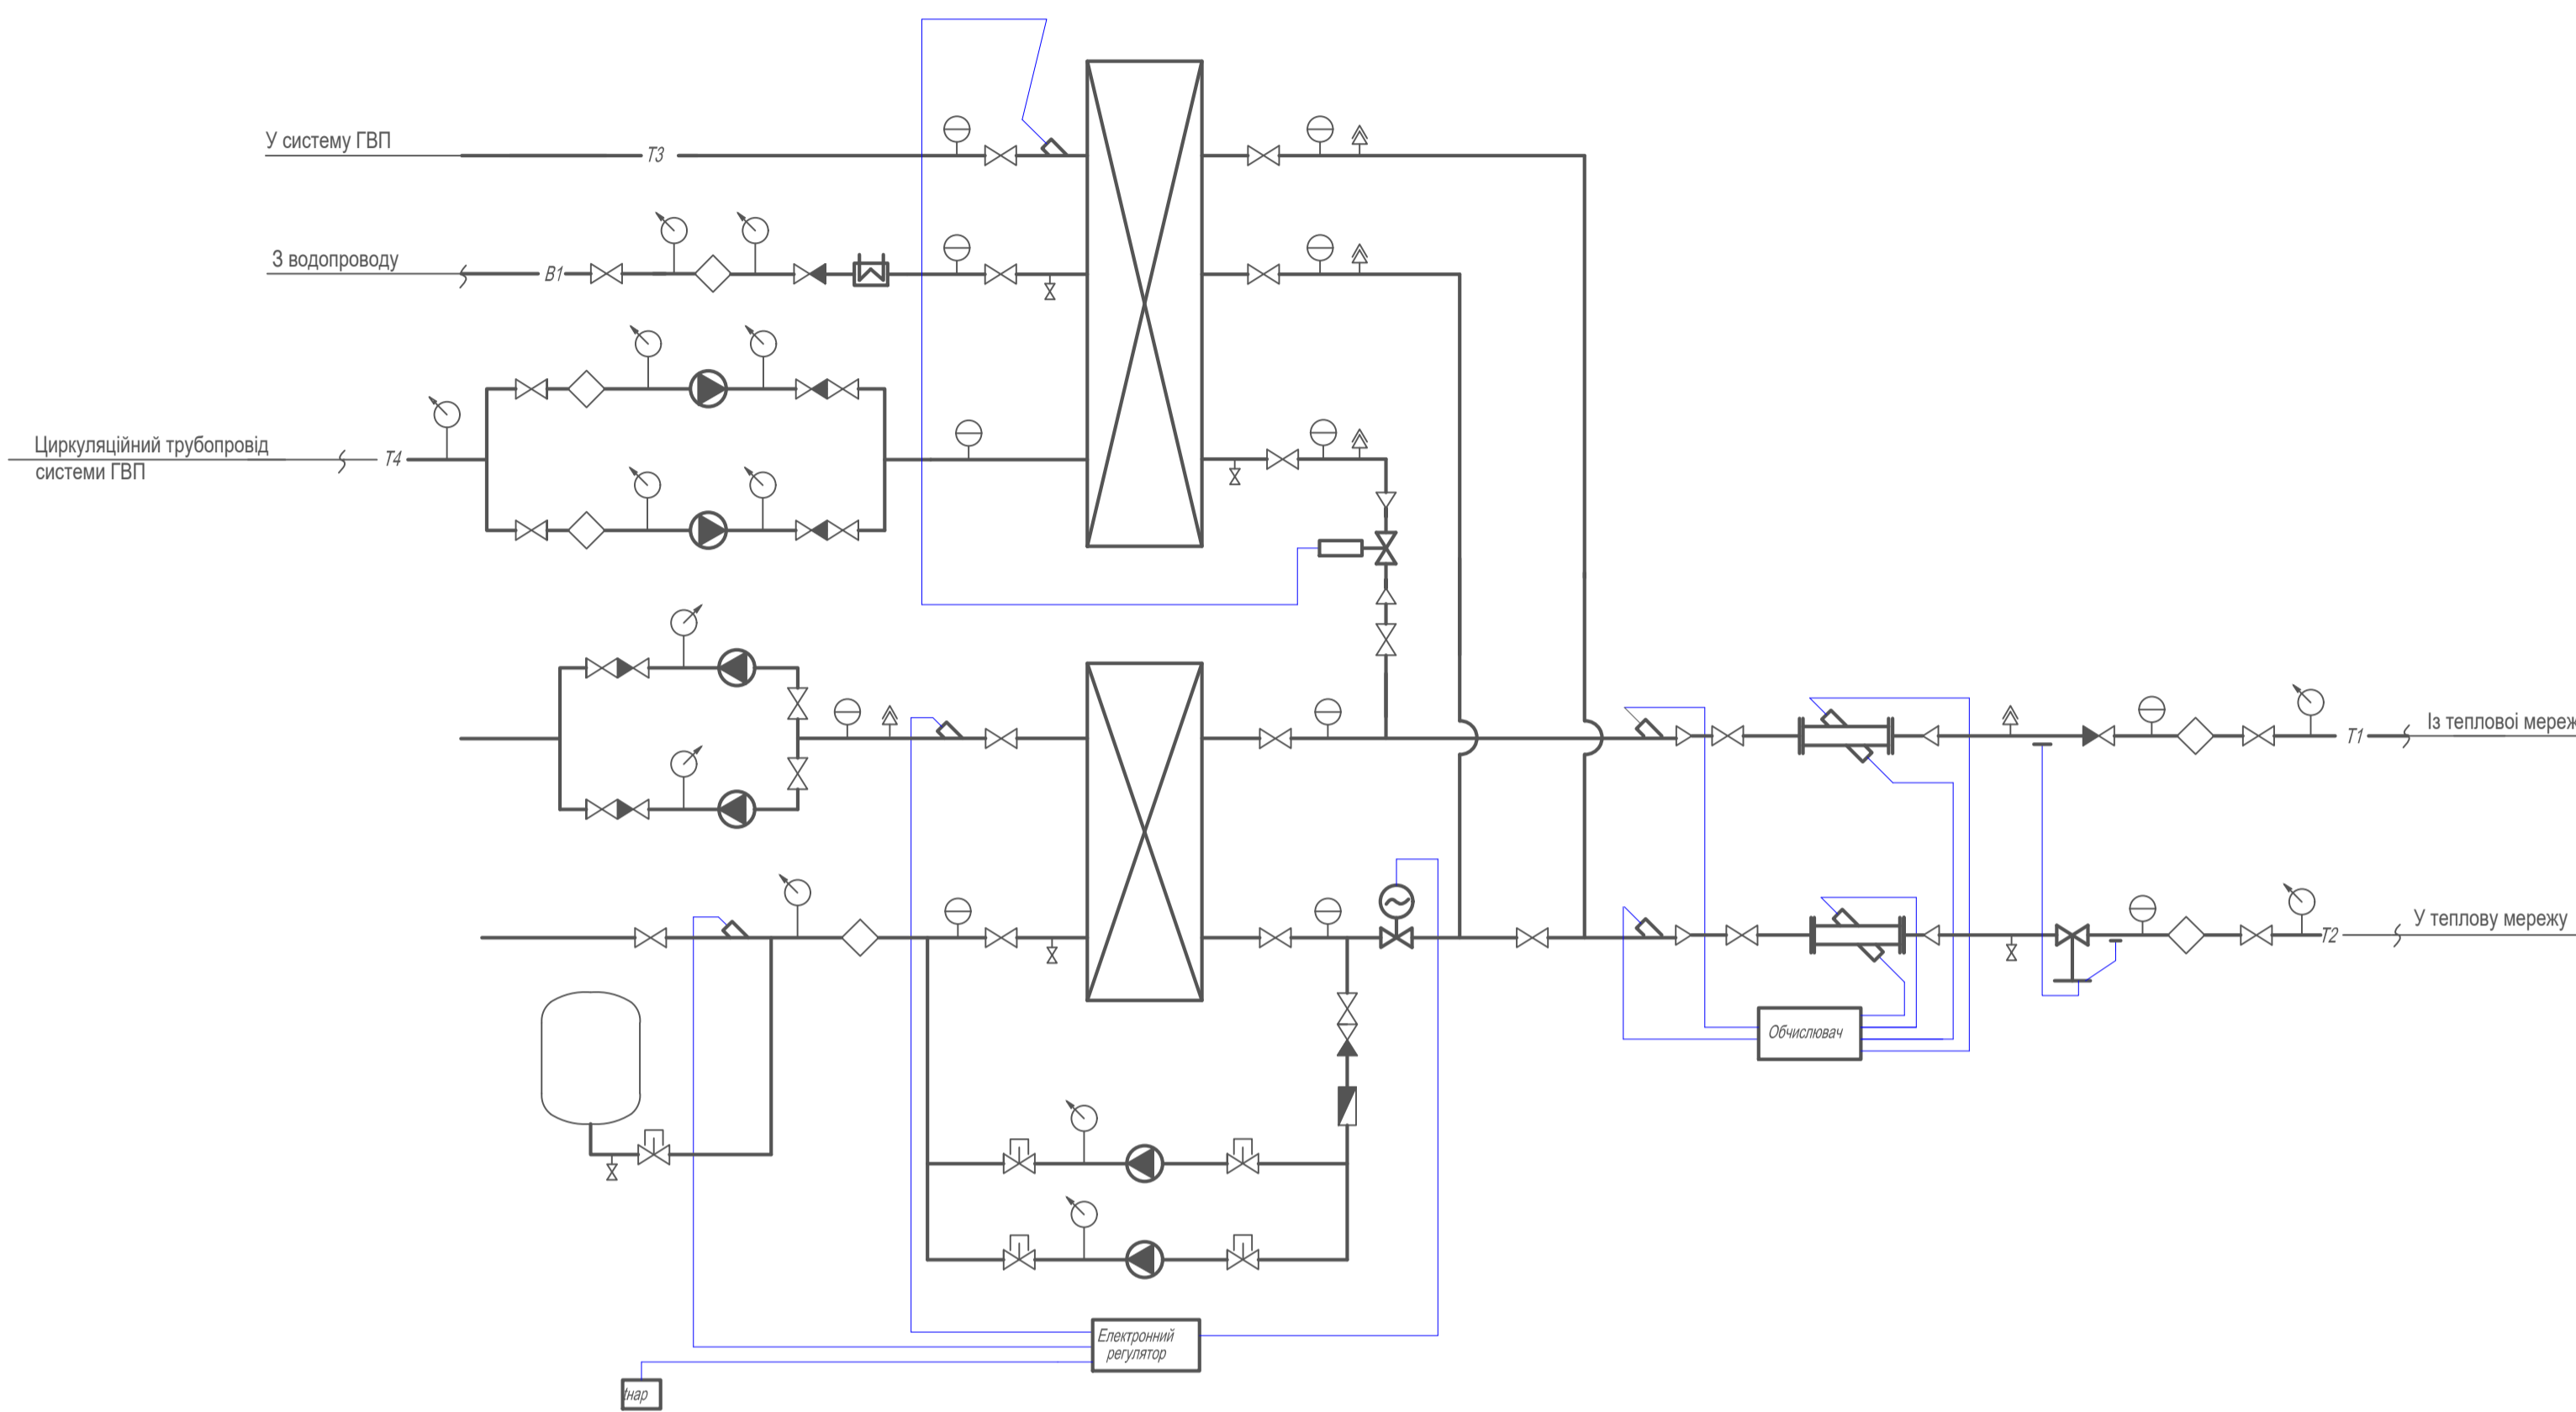 У систему ГВП
Т3
З водопроводу
В1
Циркуляційний трубопровід
системи ГВП
Т4
Т1
Із теплової
Т2
У теплову мережу
Обчислювач
Електронний
регулятор
tнар